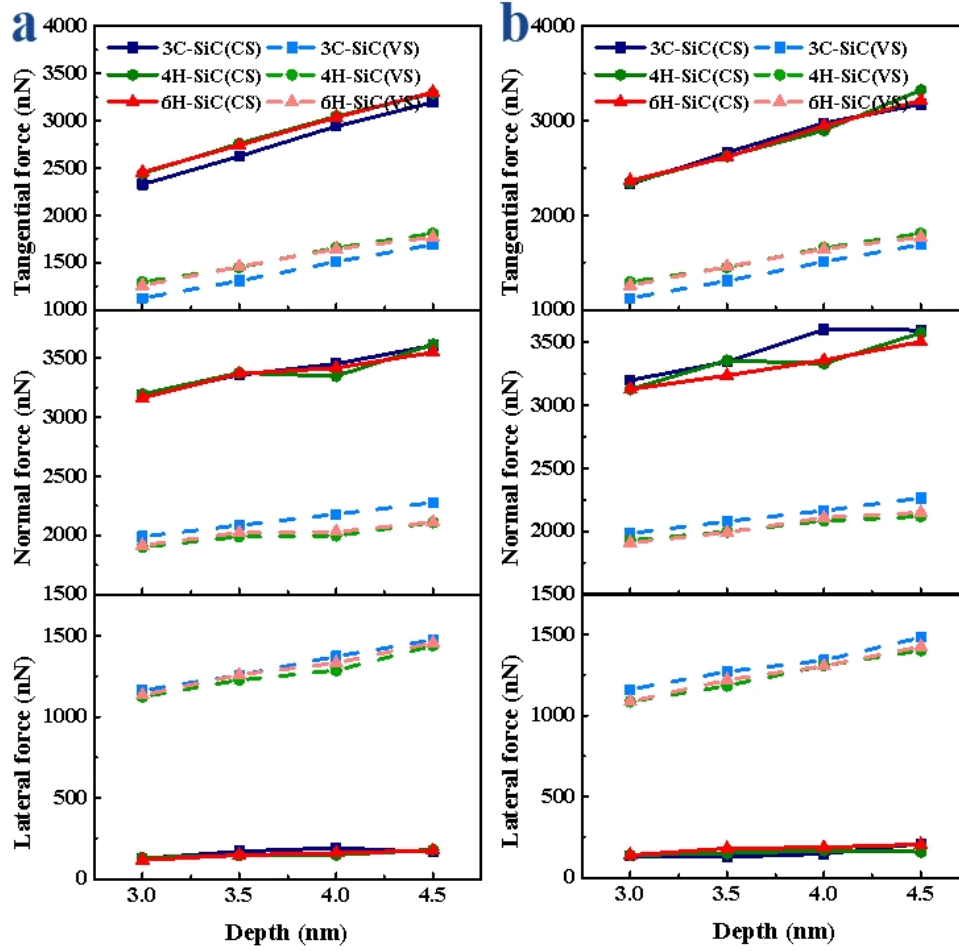 a
3C-SiC(CS) 3C-SiC(VS)
4H-SiC(CS) 4H-SiC(VS)
6H-SiC(CS) 6H-SiC(VS)
Tangential force (nN)
4000
3500
3000
2500
2000
1500
1000
Normal force (nN)
3500
3000
2500
2000
1500
Lateral force (nN)
1500
1000
500
0
3.0 3.5 4.0 4.5
Depth (nm)
b
3C-SiC(CS) 3C-SiC(VS)
4H-SiC(CS) 4H-SiC(VS)
6H-SiC(CS) 6H-SiC(VS)
Tangential force (nN)
4000
3500
3000
2500
2000
1500
1000
Normal force (nN)
3500
3000
2500
2000
1500
Lateral force (nN)
1500
1000
500
0
3.0 3.5 4.0 4.5
Depth (nm)